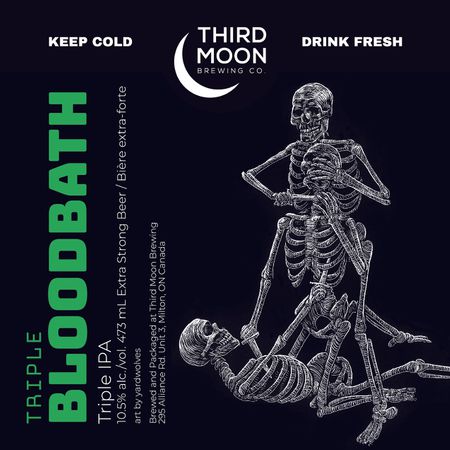 KEEP COLD
THIRD
MOON
BREWING CO.
DRINK FRESH
TRIPLE
BLOODBATH
Triple IPA
10.5% alc./vol. 473 mL Extra Strong Beer / Bière extra-forte
art by yardwolves
Brewed and Packaged at Third Moon Brewing
295 Alliance Rd. Unit 3, Milton, ON Canada